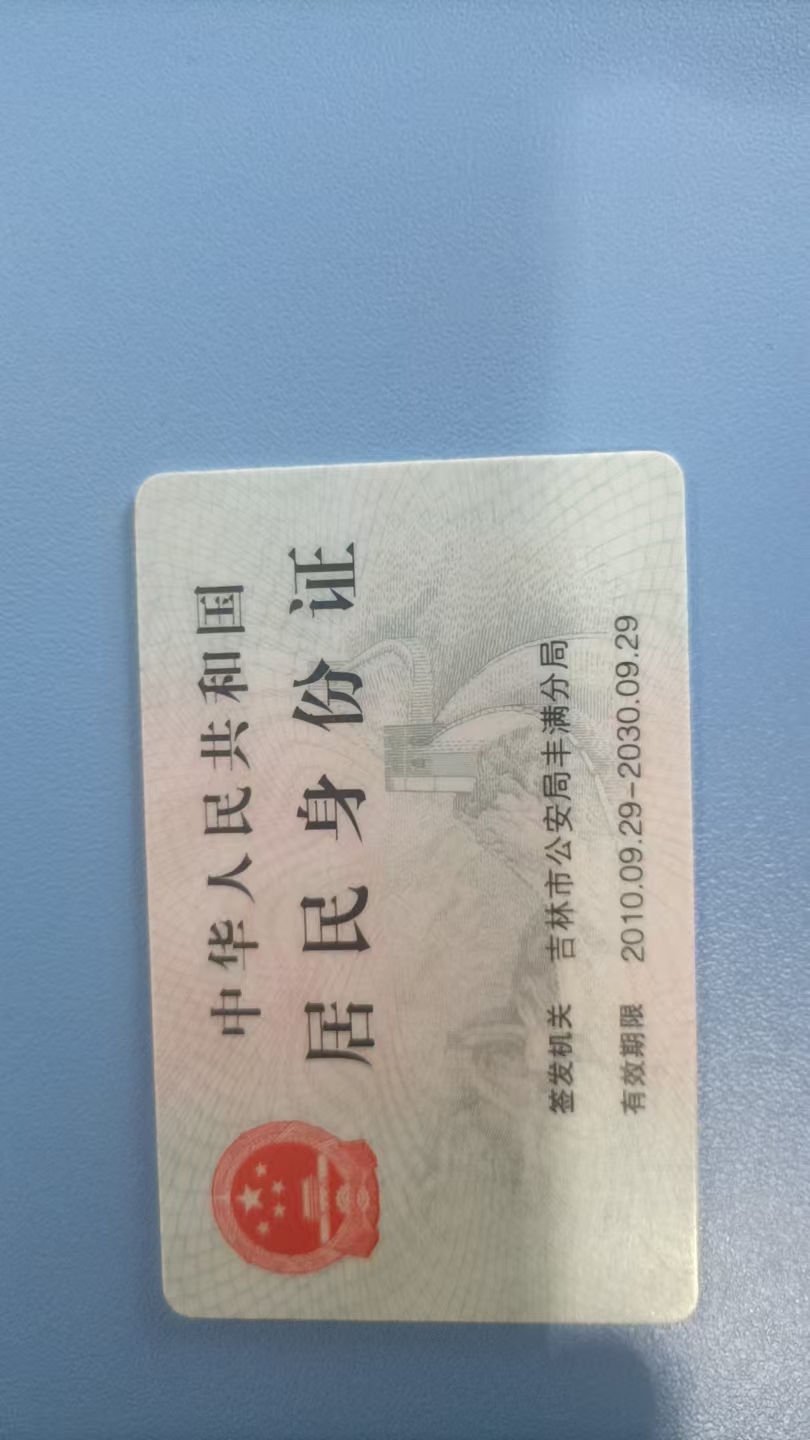 中华人民共和国
居民身份证
签发机关 吉林市公安局丰满分局
有效期限 2010.09.29-2030.09.29